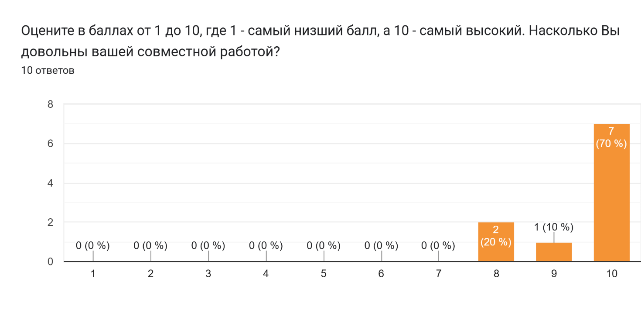 Оцените в баллах от 1 до 10, где 1 - самый низший балл, а 10 - самый высокий. Насколько Вы
довольны вашей совместной работой?
10 ответов
8
6
4
2
0
0 (0 %) 0 (0 %) 0 (0 %) 0 (0 %) 0 (0 %) 0 (0 %) 0 (0 %)
2
(20 %)
1 (10 %)
7
(70 %)
1 2 3 4 5 6 7 8 9 10